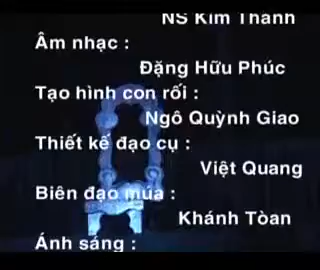 NS Kim Thanh
Âm nhạc :
Đặng Hữu Phúc
Tạo hình con rối :
Ngô Quỳnh Giao
Thiết kế đạo cụ :
Việt Quang
Biên đạo múa :
Khánh Tòan
Ánh sáng :